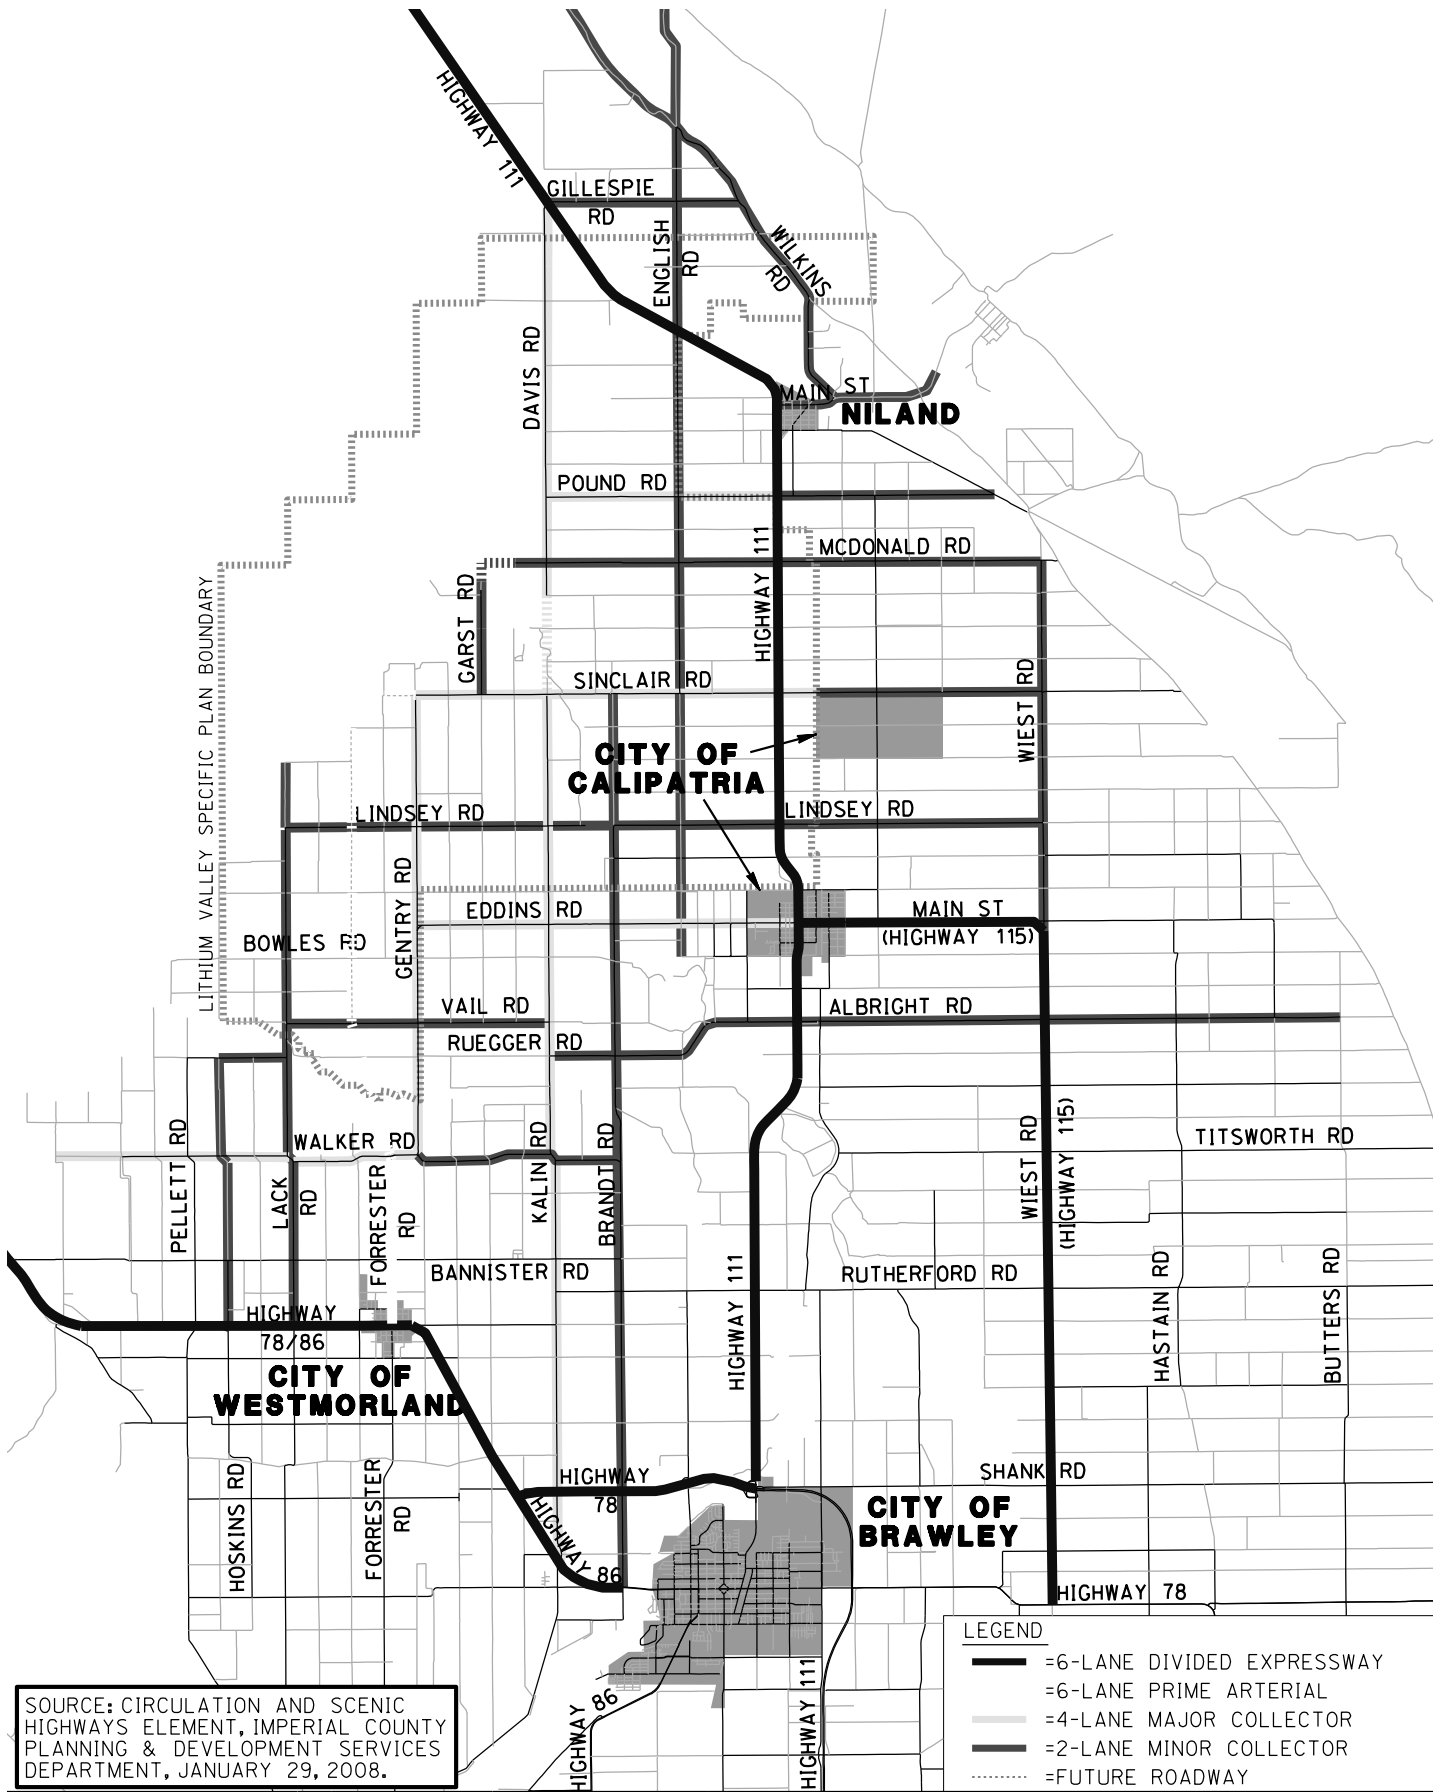 HIGHWAY 111
GILLESPIE
RD
ENGLISH
RD
WILKINS
RD
DAVIS RD
MAIN ST
NILAND
POUND RD
HIGHWAY 111
MCDONALD RD
GARST RD
LITHIUM VALLEY SPECIFIC PLAN BOUNDARY
SINCLAIR RD
WIEST RD
CITY OF
CALIPATRIA
LINDSEY RD
LINDSEY RD
GENTRY RD
EDDINS RD
MAIN ST
(HIGHWAY 115)
BOWLES RD
VAIL RD
ALBRIGHT RD
RUEGGER RD
PELLETT RD
WALKER RD
KALIN RD
BRANDT RD
WIEST RD
(HIGHWAY 115)
TITSWORTH RD
LACK
RD
FORRESTER
RD
BANNISTER RD
HIGHWAY 111
RUTHERFORD RD
HASTAIN RD
BUTTERS RD
HIGHWAY
78/86
CITY OF
WESTMORLAND
HOSKINS RD
FORRESTER
RD
HIGHWAY
78
HIGHWAY 86
SHANK RD
CITY OF
BRAWLEY
HIGHWAY 78
HIGHWAY 86
HIGHWAY 111
LEGEND
=6-LANE DIVIDED EXPRESSWAY
=6-LANE PRIME ARTERIAL
=4-LANE MAJOR COLLECTOR
=2-LANE MINOR COLLECTOR
=FUTURE ROADWAY
SOURCE: CIRCULATION AND SCENIC
HIGHWAYS ELEMENT, IMPERIAL COUNTY
PLANNING & DEVELOPMENT SERVICES
DEPARTMENT, JANUARY 29, 2008.